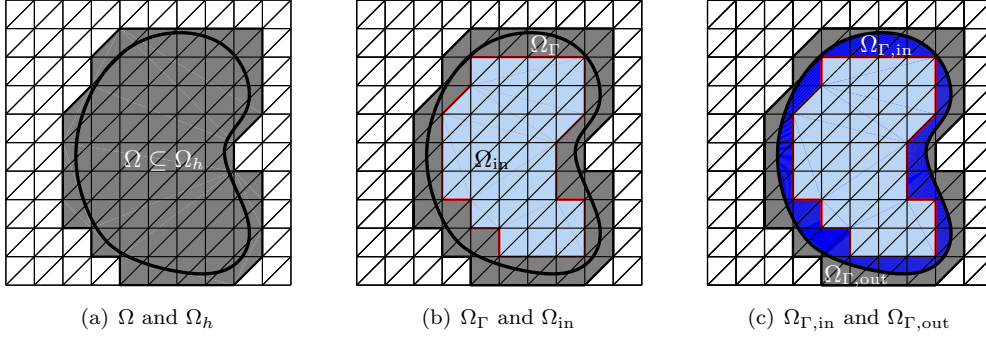 Ω ⊆ Ω_h
Ω_Γ
Ω_in
Ω_Γ,in
Ω_Γ,out
(a) Ω and Ω_h
(b) Ω_Γ and Ω_in
(c) Ω_Γ,in and Ω_Γ,out